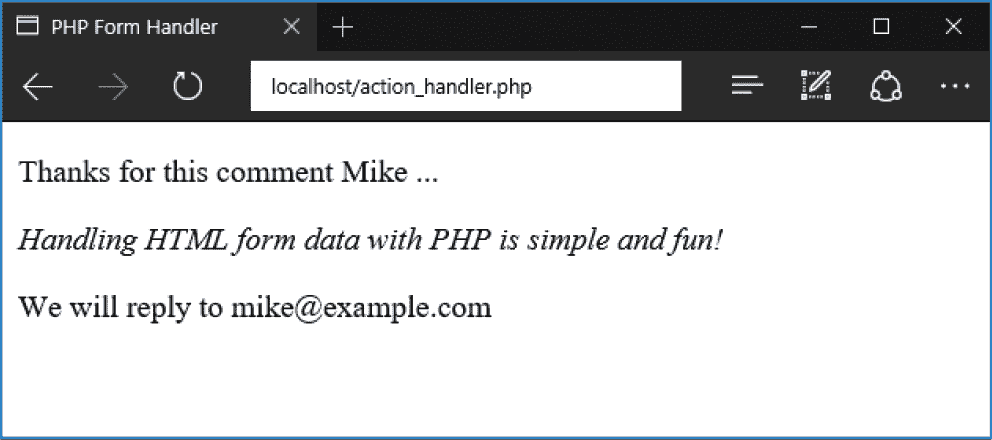 PHP Form Handler
localhost/action_handler.php
Thanks for this comment Mike ...
Handling HTML form data with PHP is simple and fun!
We will reply to mike@example.com